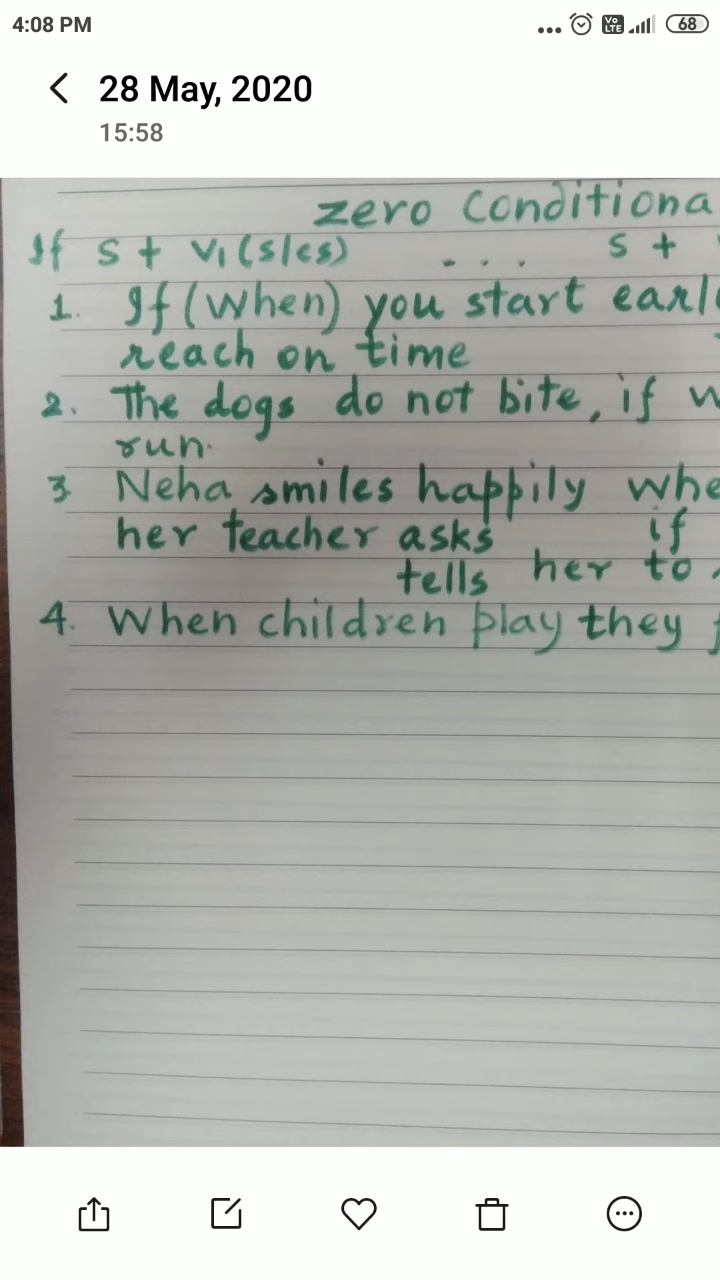 4:08 PM
... Vo LTE 68
28 May, 2020
15:58
zero Conditiona
If S + V1 (s/es) ... S +
1. If (When) you start earl
reach on time
2. The dogs do not bite, if
run.
3 Neha smiles happily whe
her teacher asks if
tells her to
4. When children play they